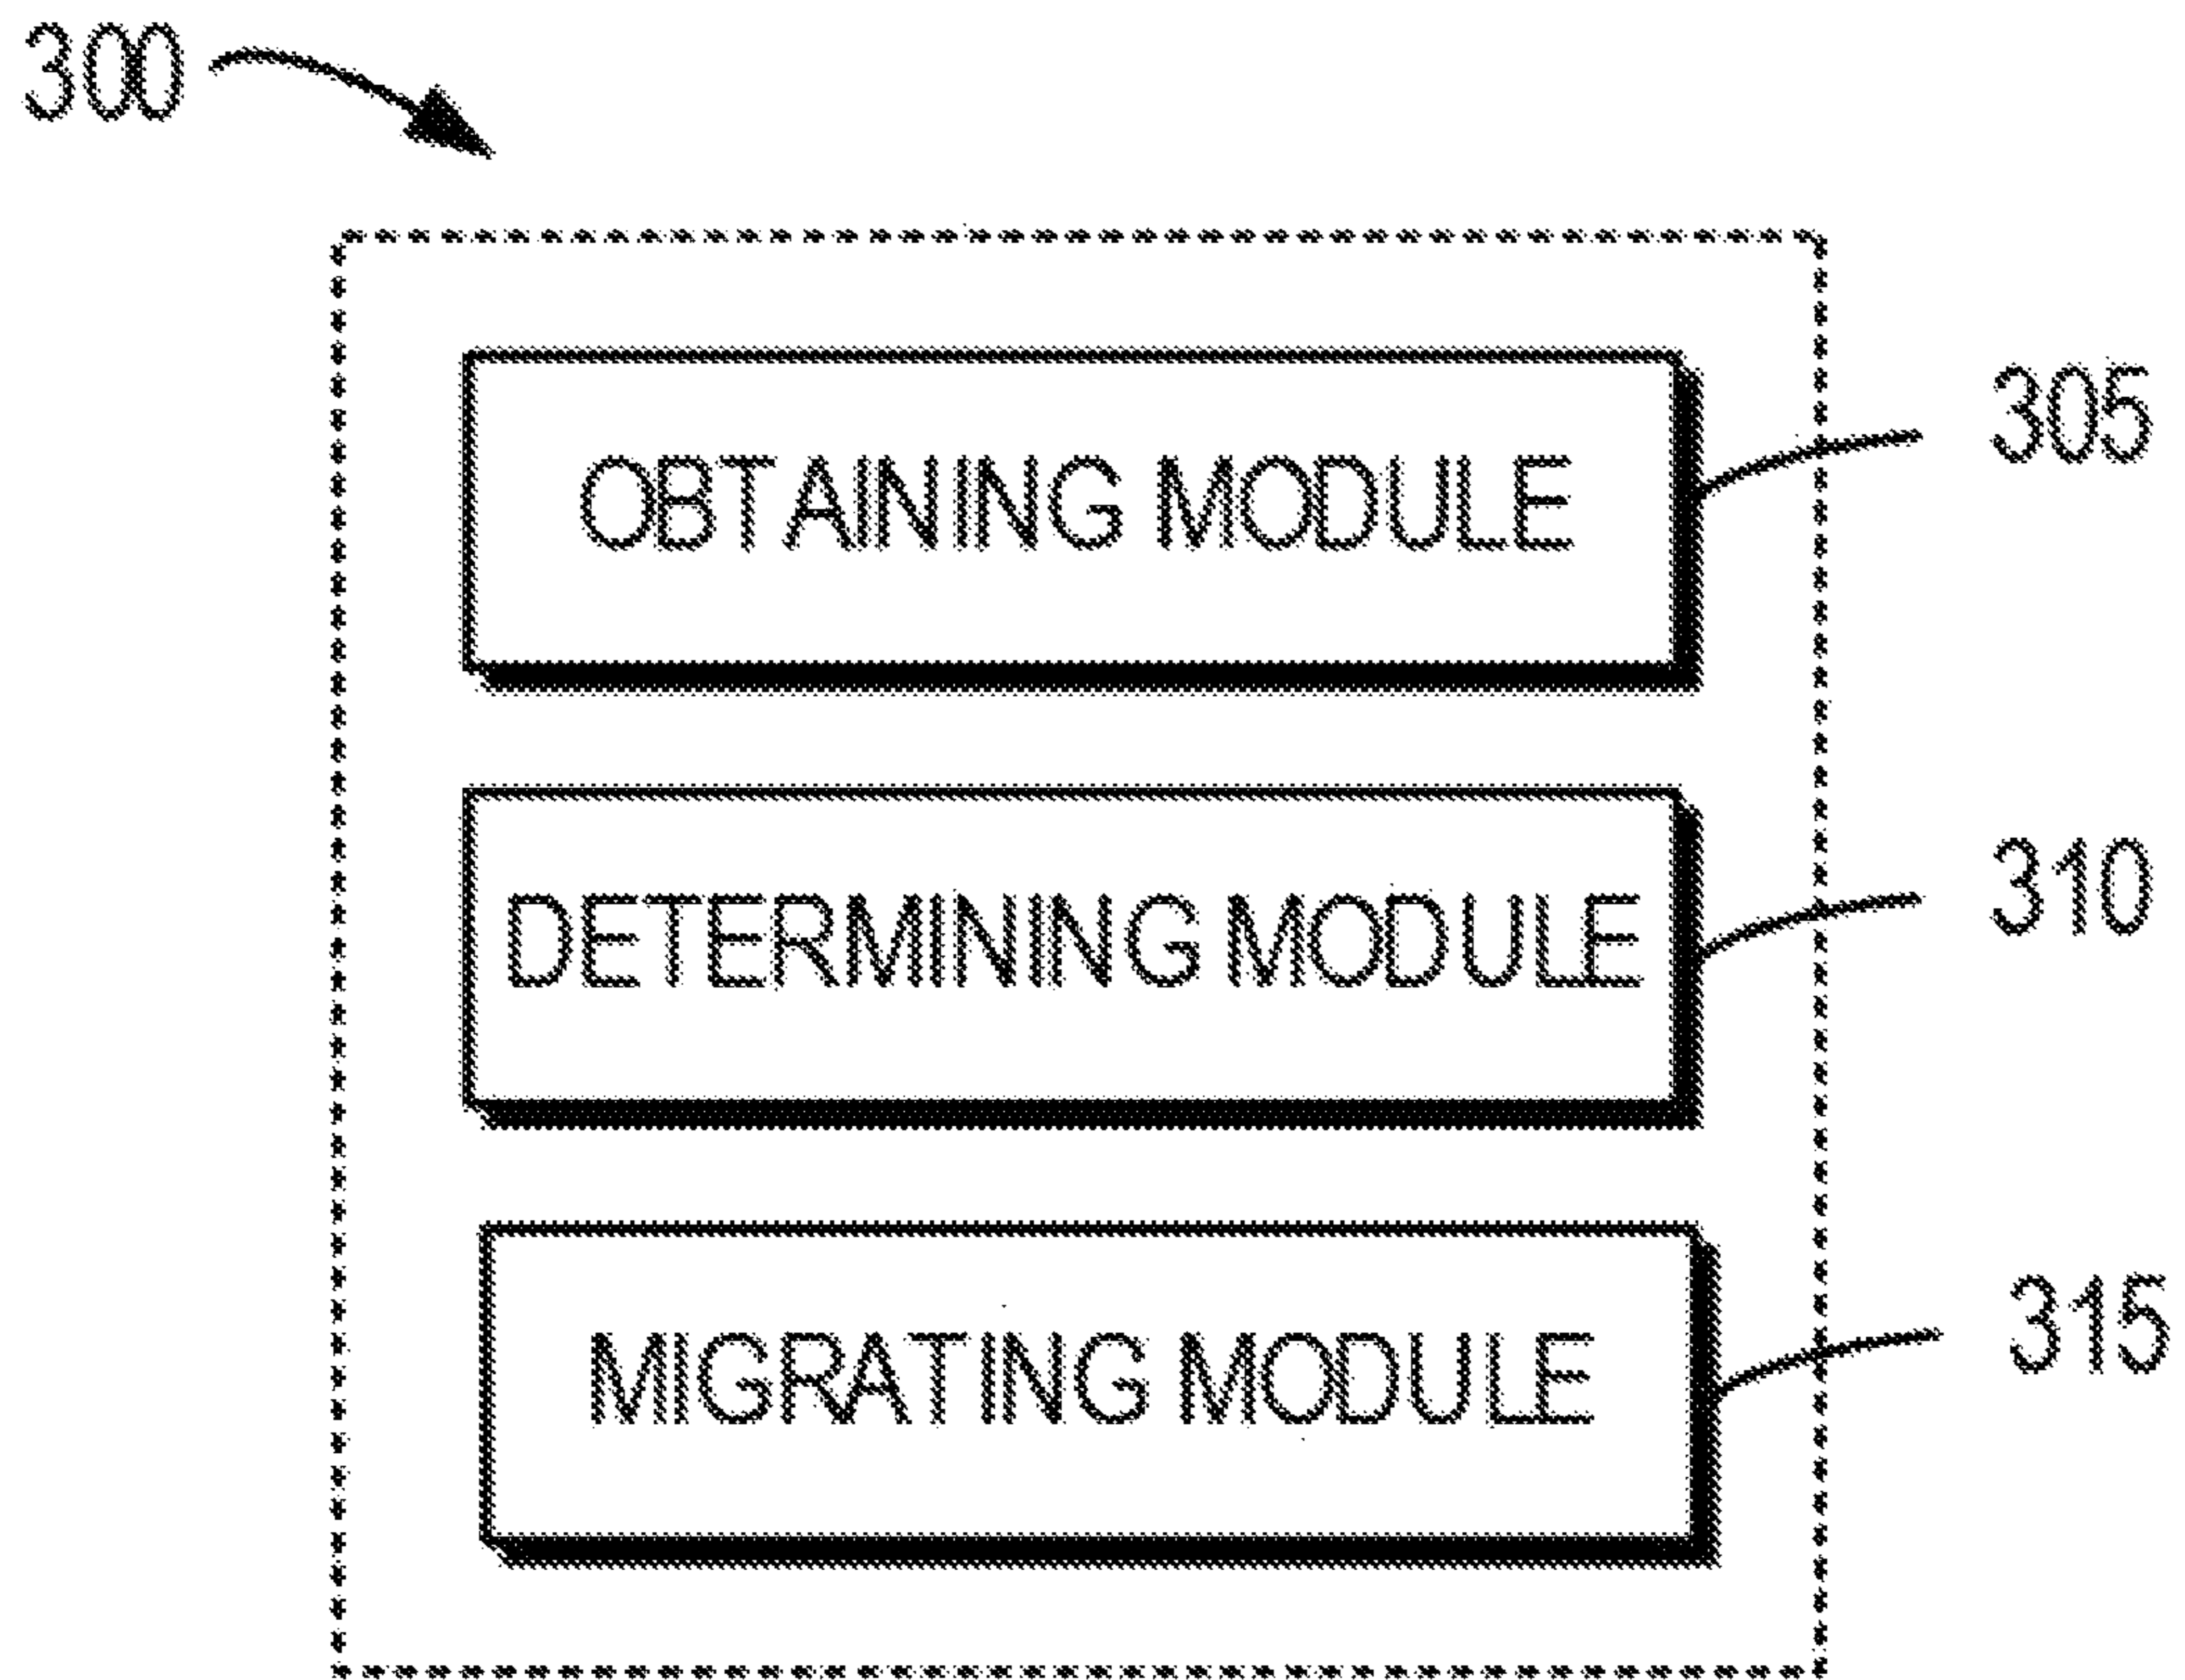 300
OBTAINING MODULE
305
DETERMINING MODULE
310
MIGRATING MODULE
315